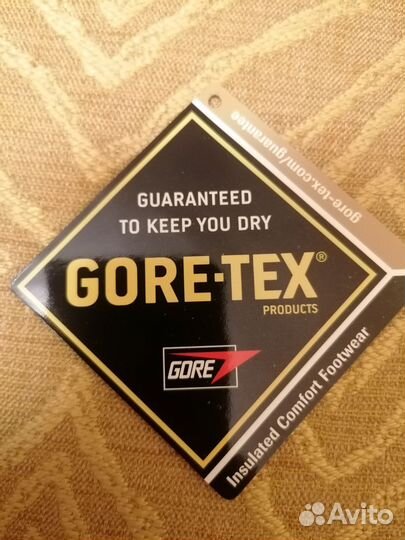 GUARANTEED
TO KEEP YOU DRY
GORE-TEX®
PRODUCTS
GORE
gore-tex.com/guarantee
Insulated Comfort Footwear
Avito